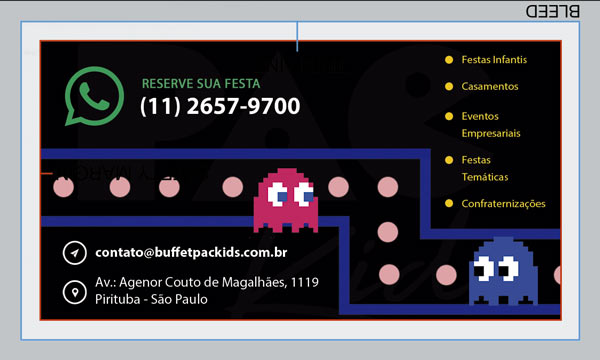 BLEED
RESERVE SUA FESTA
(11) 2657-9700
Festas Infantis
Casamentos
Eventos
Empresariais
Festas
Temáticas
Confraternizações
contato@buffetpackids.com.br
Av.: Agenor Couto de Magalhães, 1119
Pirituba - São Paulo